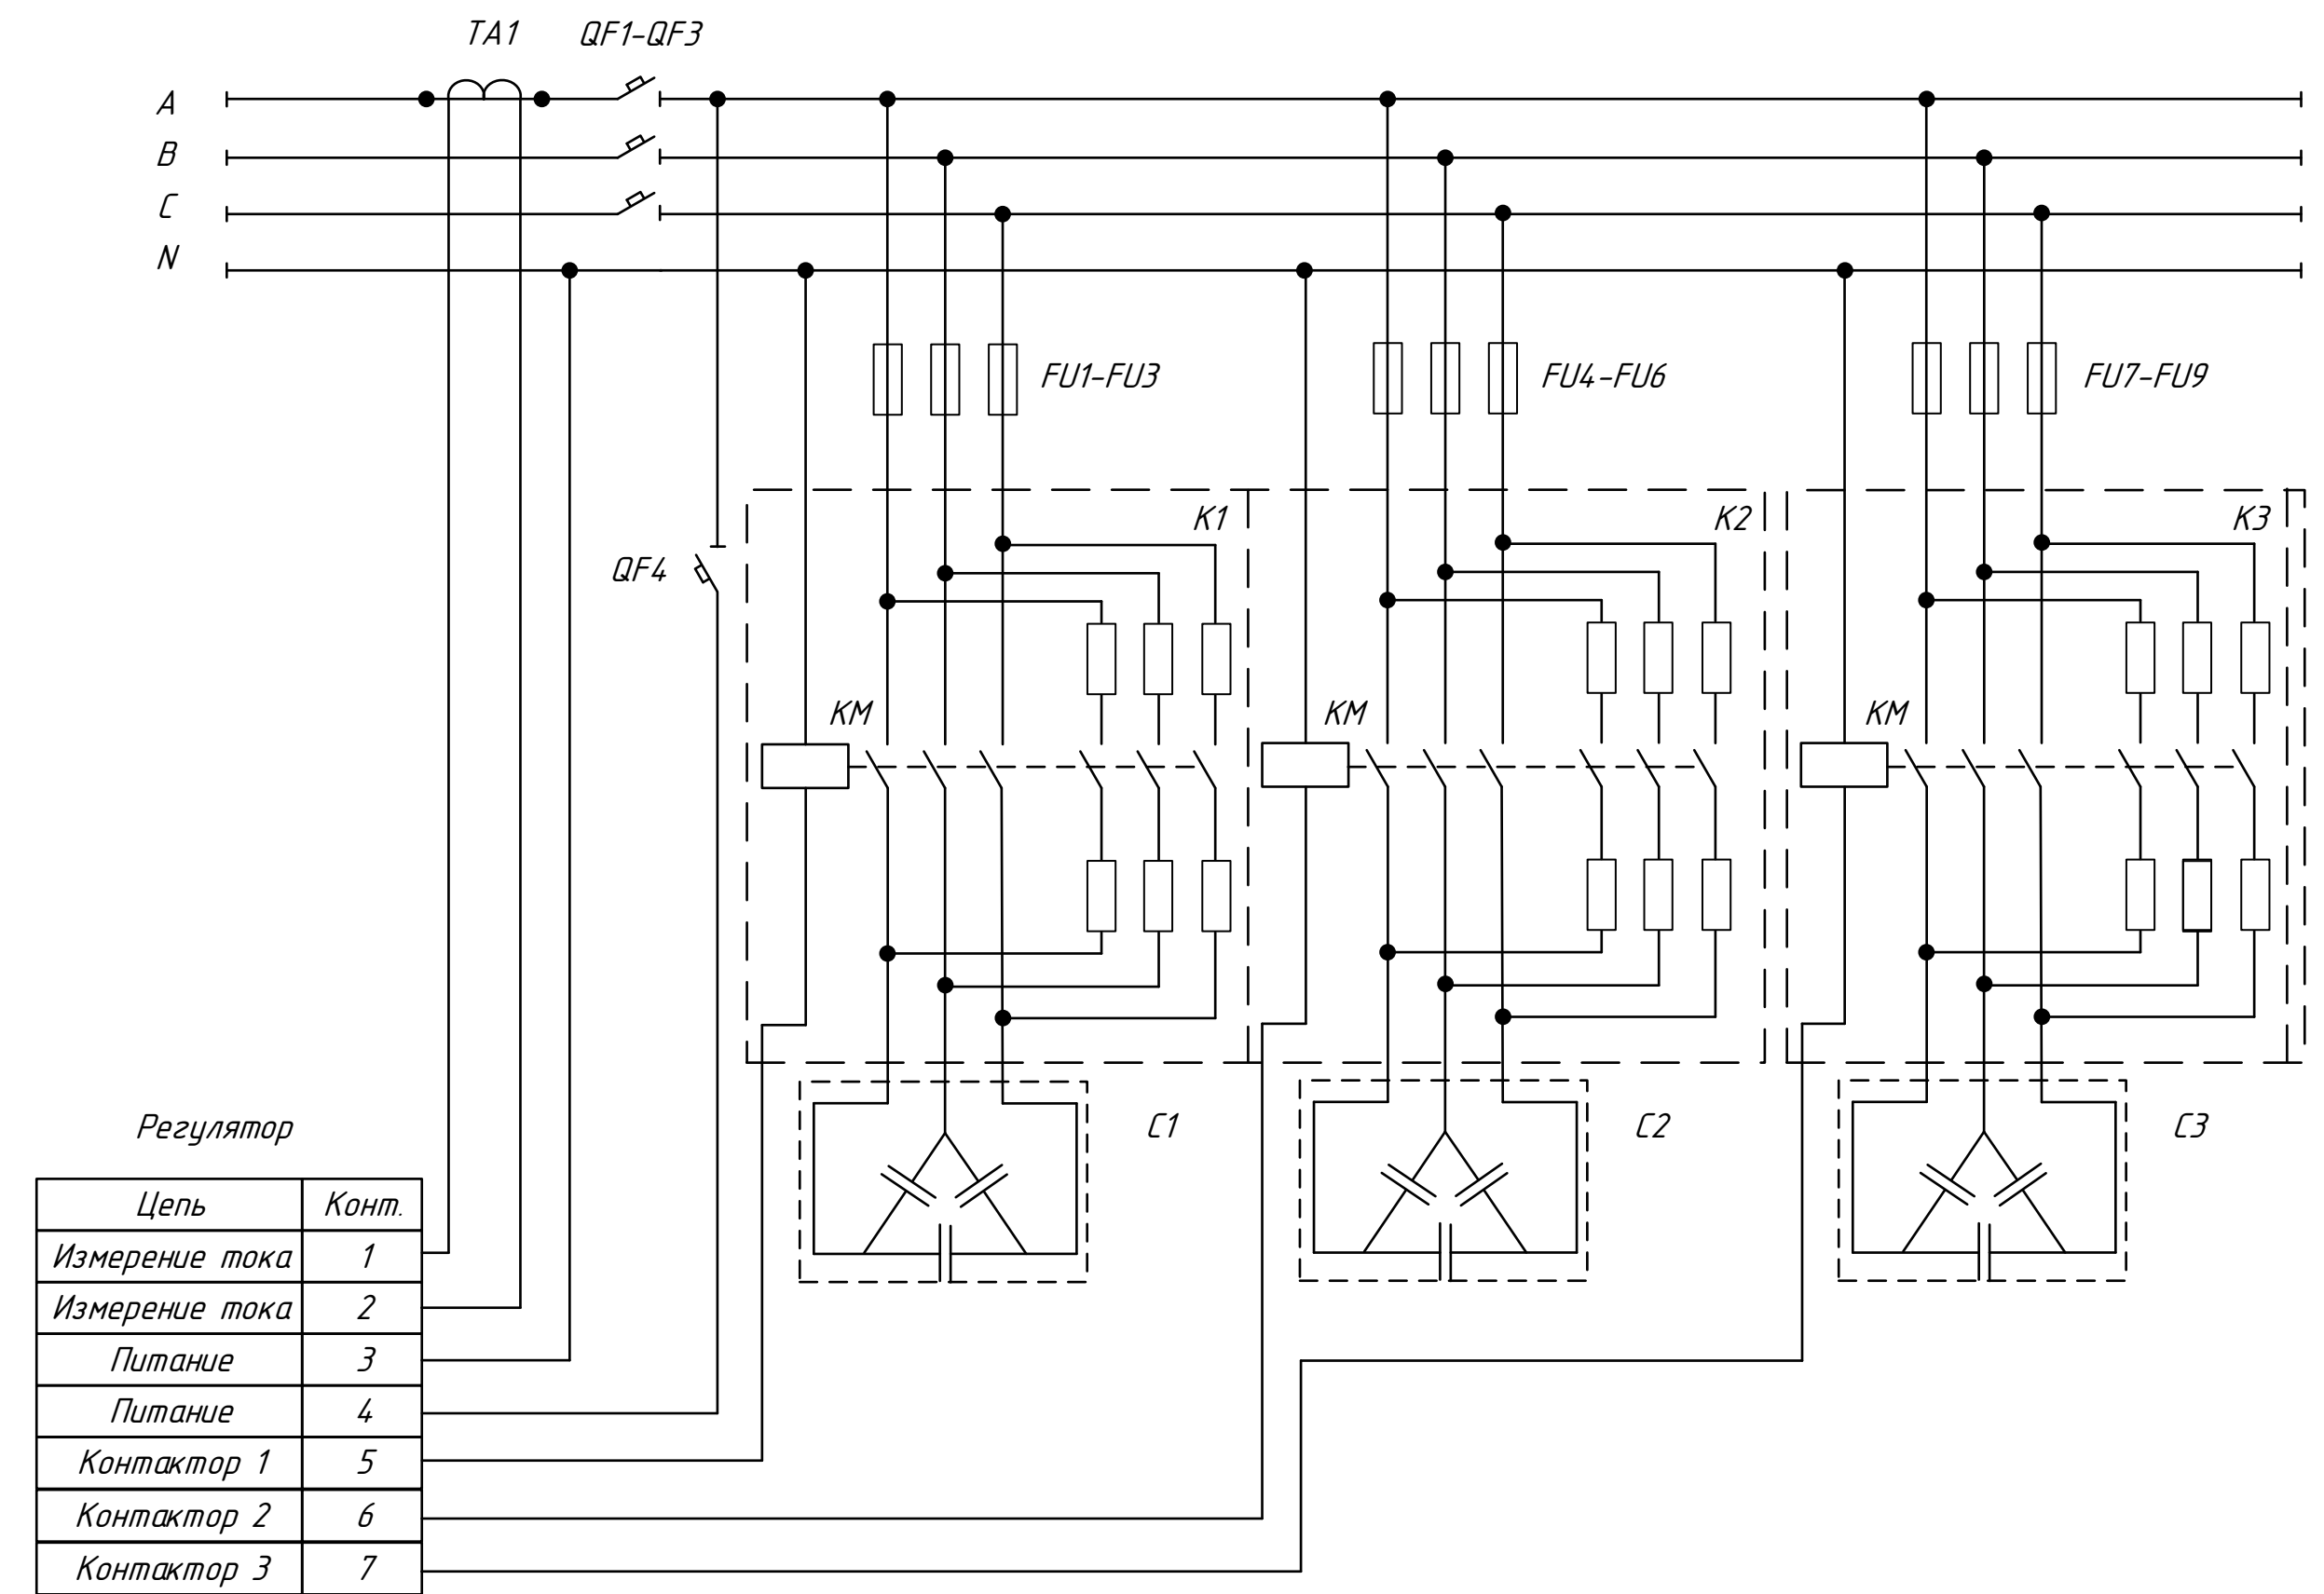 TA1 QF1-QF3
A
B
C
N
FU1-FU3 FU4-FU6 FU7-FU9
K1 K2 K3
QF4
KM KM KM
C1 C2 C3
Регулятор
Цепь Конт.
Измерение тока 1
Измерение тока 2
Питание 3
Питание 4
Контактор 1 5
Контактор 2 6
Контактор 3 7